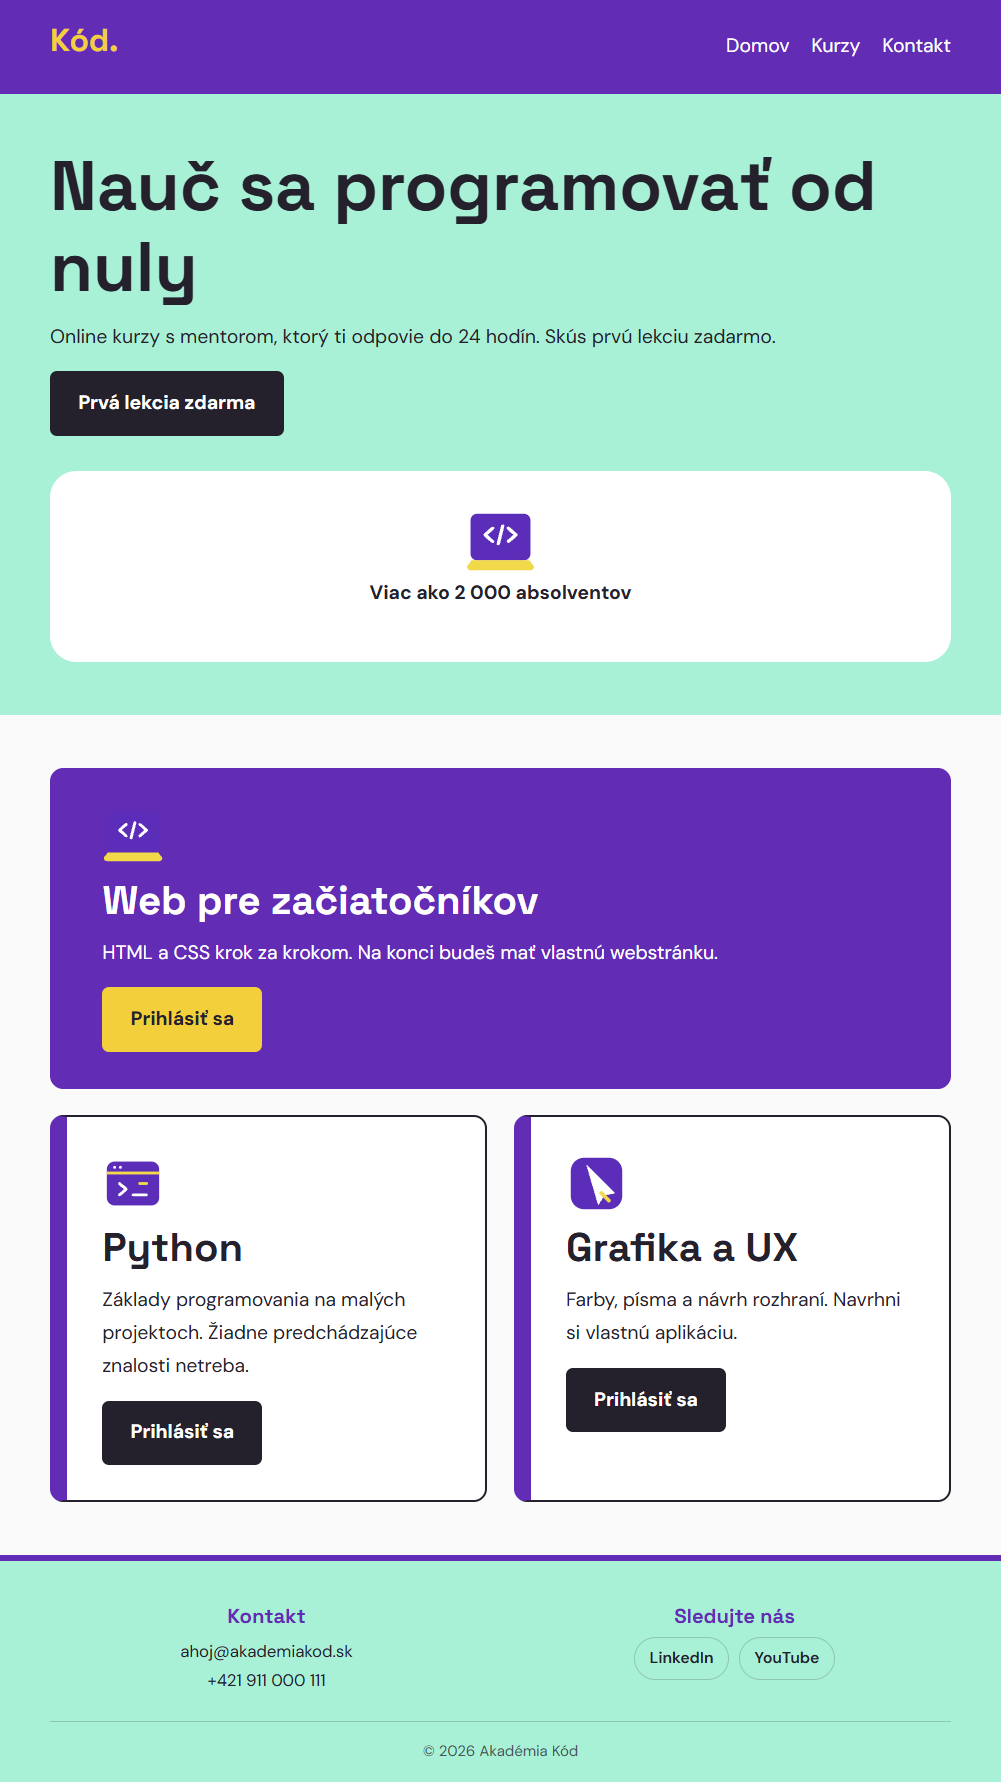 Kód.
Domov Kurzy Kontakt
Nauč sa programovať od
nuly
Online kurzy s mentorom, ktorý ti odpovie do 24 hodín. Skús prvú lekciu zadarmo.
Prvá lekcia zdarma
</>
Viac ako 2 000 absolventov
</>
Web pre začiatočníkov
HTML a CSS krok za krokom. Na konci budeš mať vlastnú webstránku.
Prihlásiť sa
Python
Základy programovania na malých
projektoch. Žiadne predchádzajúce
znalosti netreba.
Prihlásiť sa
Grafika a UX
Farby, písma a návrh rozhraní. Navrhni
si vlastnú aplikáciu.
Prihlásiť sa
Kontakt
ahoj@akademiakod.sk
+421 911 000 111
Sledujte nás
LinkedIn YouTube
© 2026 Akadémia Kód